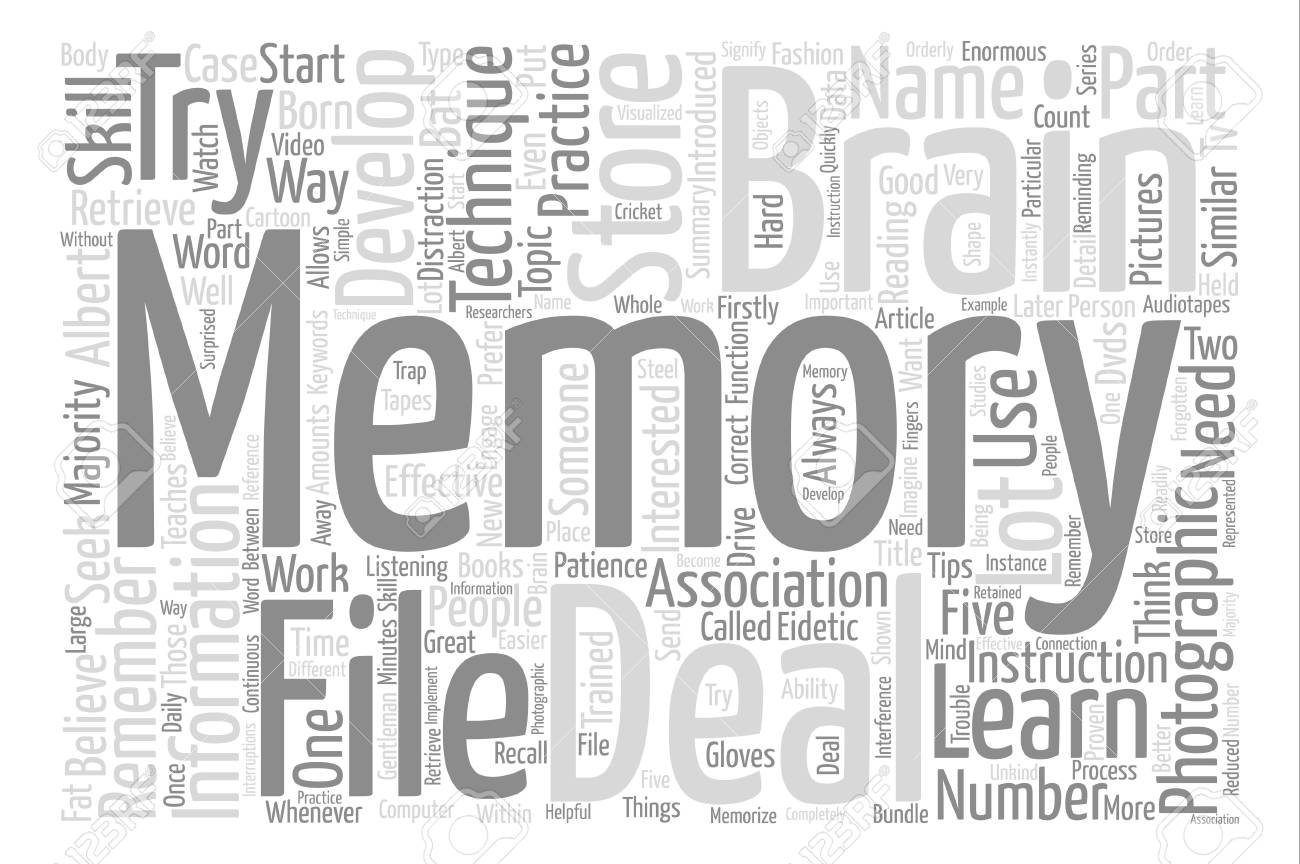 Body
Skill
Try
Case
Start
Born
Watch
Video
Way
Retrieve
Cartoon
Without
Part
Word
Well
Allows
Simple
Develop
Type
Technique
Bat
Start
Albert
Distraction
Lot
Even
Put
Practice
Topic
Researchers
Cricket
Store
Visualized
Signify
Introduced
Summary
Fashion
Objects
Brain
Data
Name
Orderly
Enormous
Series
Part
Order
Learn
Count
Tv
Quickly
Instruction
Hard
Good
Very
Reading
Use
Shape
Particular
Instantly
Reminding
Detail
Pictures
Similar
Held
Important
Example
Later
Person
Audiotapes
Technique
Name
Whole
Work
Firstly
Article
Albert
Surprised
Memory
Keywords
Amounts
Trap
Tapes
Prefer
Engage
Steel
Someone
Interested
Function
Correct
Memory
Always
Develop
Want
Fingers
Imagine
Studies
Use
People
One
Dvds
Two
Need
Forgotten
Readily
Majority
Seek
Believe
Teaches
Reference
Between
Word
Away
Effective
New
Place
Drive
Need
Being
Lot
Photographic
Store
Represented
Information
Remember
Work
Listening
Books
Information
Brain
Patience
Become
Association
Title
Tips
Instance
Retained
Remember
Think
Majority
Large
Believe
Way
Those
Daily
Once
Fat
Continuous
Interruptions
File
Time
Different
One
Practice
Whenever
Skill
Minutes
Gentleman
People
Great
Easier
Implement
Retrieve
Recall
Photographic
Computer
Within
Helpful
Trained
File
Five
Things
Deal
Send
Called
Eidetic
Try
Ability
Shown
Gloves
Deal
Interference
Memorize
Completely
Bundle
Five
Mind
Effective
Connection
Instruction
Trouble
Learn
Proven
Unkind
Process
Better
Number
More
Number
Reduced
Association
123RF